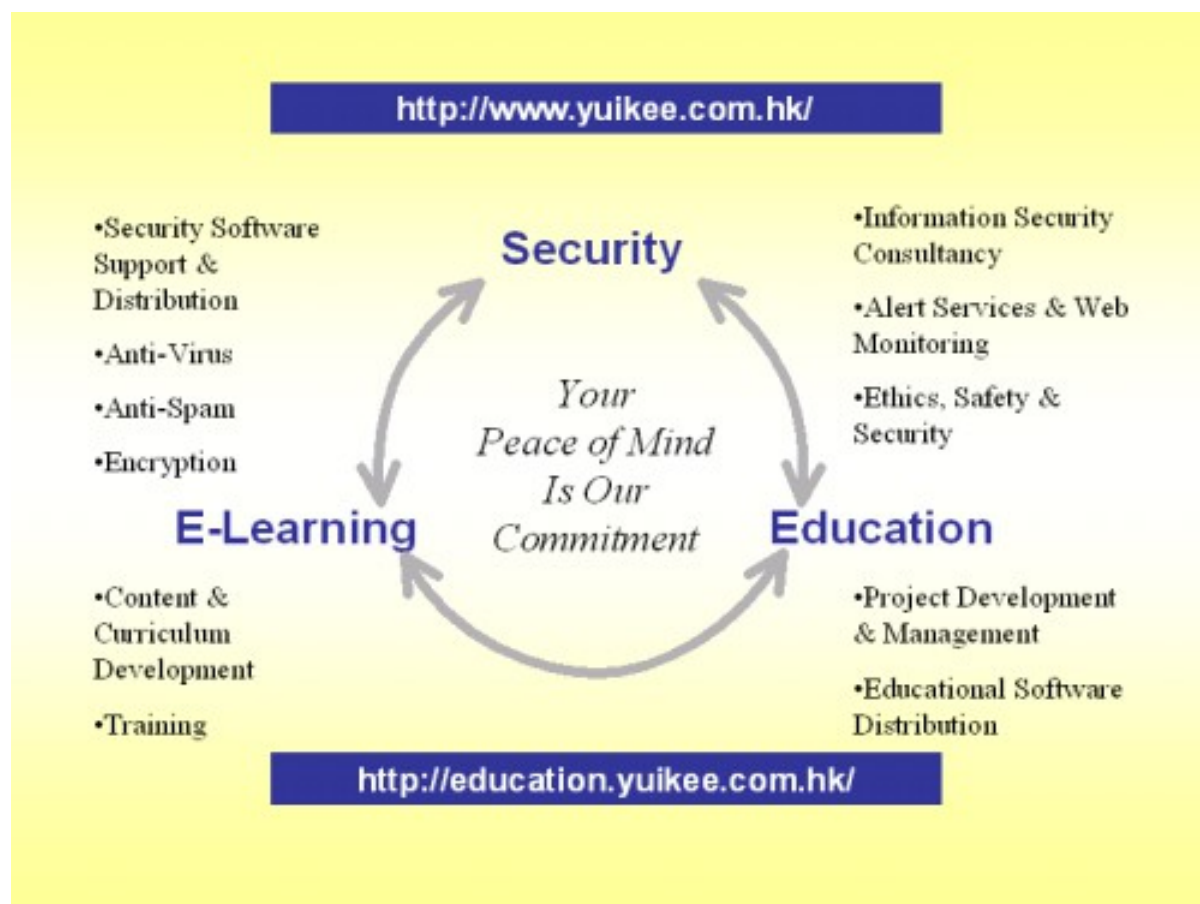 http://www.yuikee.com.hk/
•Security Software
Support &
Distribution
•Anti-Virus
•Anti-Spam
•Encryption
Security
•Information Security
Consultancy
•Alert Services & Web
Monitoring
•Ethics, Safety &
Security
Your
Peace of Mind
Is Our
Commitment
E-Learning
Education
•Content &
Curriculum
Development
•Training
•Project Development
& Management
•Educational Software
Distribution
http://education.yuikee.com.hk/